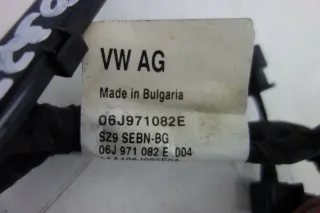 VW AG
Made in Bulgaria
06J971082E
SZ9 SEBN-BG
06J 971 082 E 004